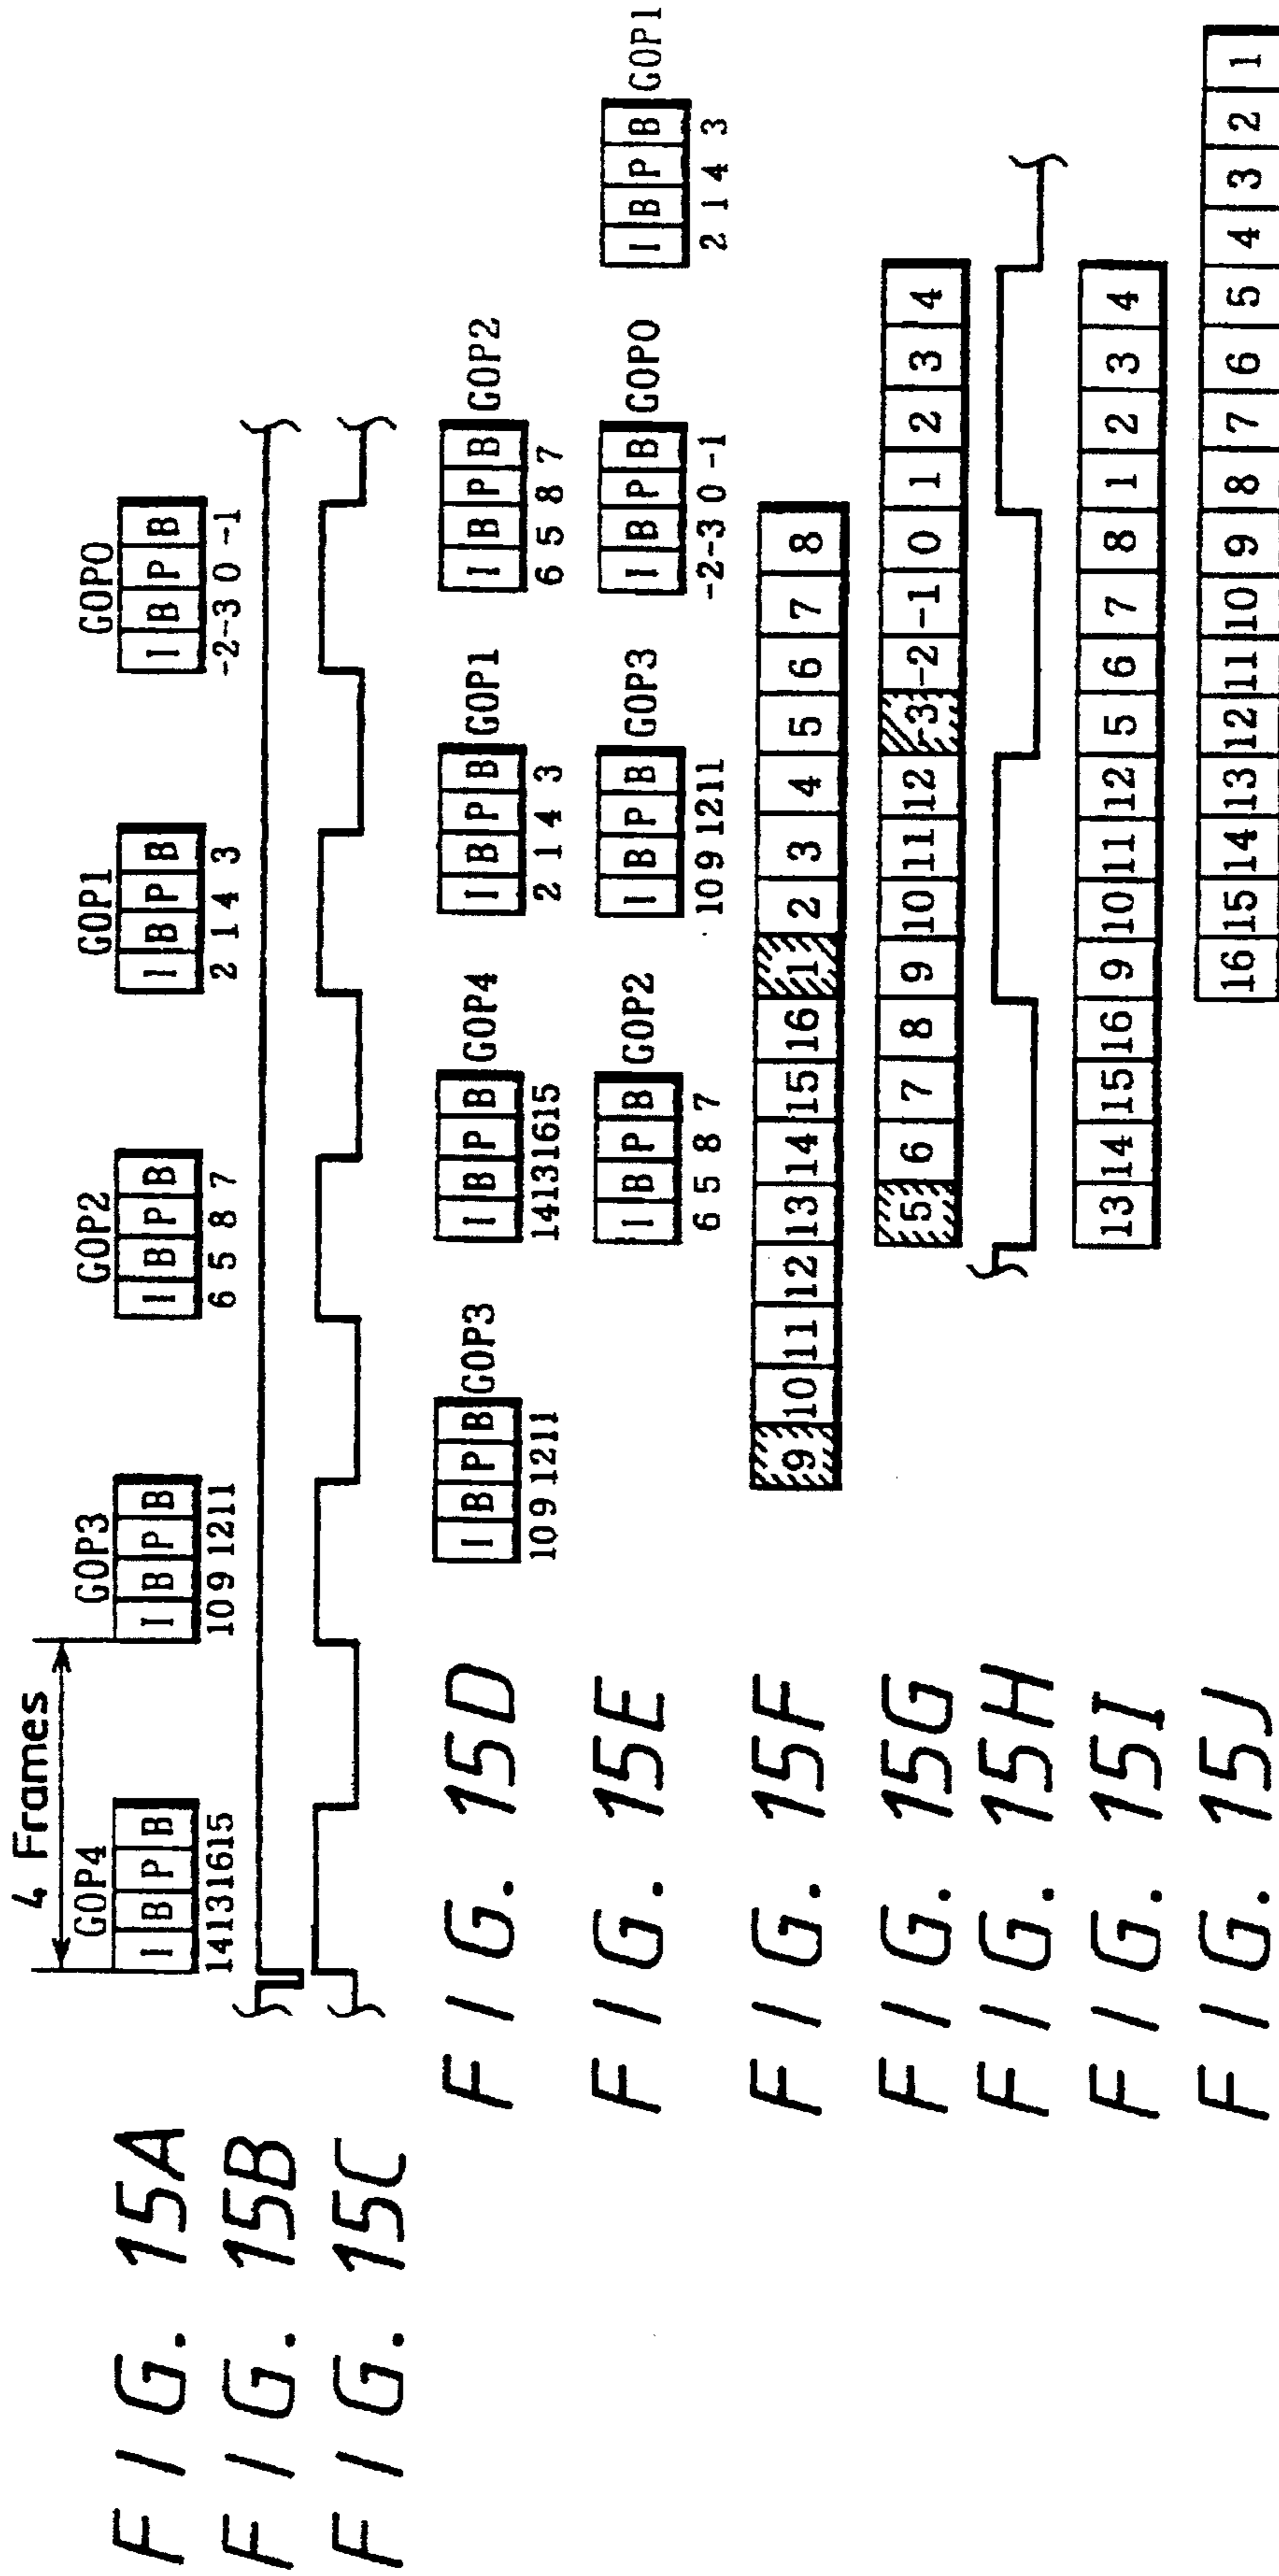 4 Frames
GOP4 GOP3 GOP2 GOP1 GOP0
FIG. 15A I B P B I B P B I B P B I B P B I B P B
14 13 16 15 10 9 12 11 6 5 8 7 2 1 4 3 -2 -3 0 -1
FIG. 15B
FIG. 15C
FIG. 15D I B P B GOP3 I B P B GOP4 I B P B GOP1 I B P B GOP2
10 9 12 11 14 13 16 15 2 1 4 3 6 5 8 7
FIG. 15E I B P B GOP2 I B P B GOP3 I B P B GOP0 I B P B GOP1
6 5 8 7 10 9 12 11 -2 -3 0 -1 2 1 4 3
FIG. 15F 9 10 11 12 13 14 15 16 1 2 3 4 5 6 7 8
FIG. 15G 5 6 7 8 9 10 11 12 -3 -2 -1 0 1 2 3 4
FIG. 15H
FIG. 15I 13 14 15 16 9 10 11 12 5 6 7 8 1 2 3 4
FIG. 15J 16 15 14 13 12 11 10 9 8 7 6 5 4 3 2 1